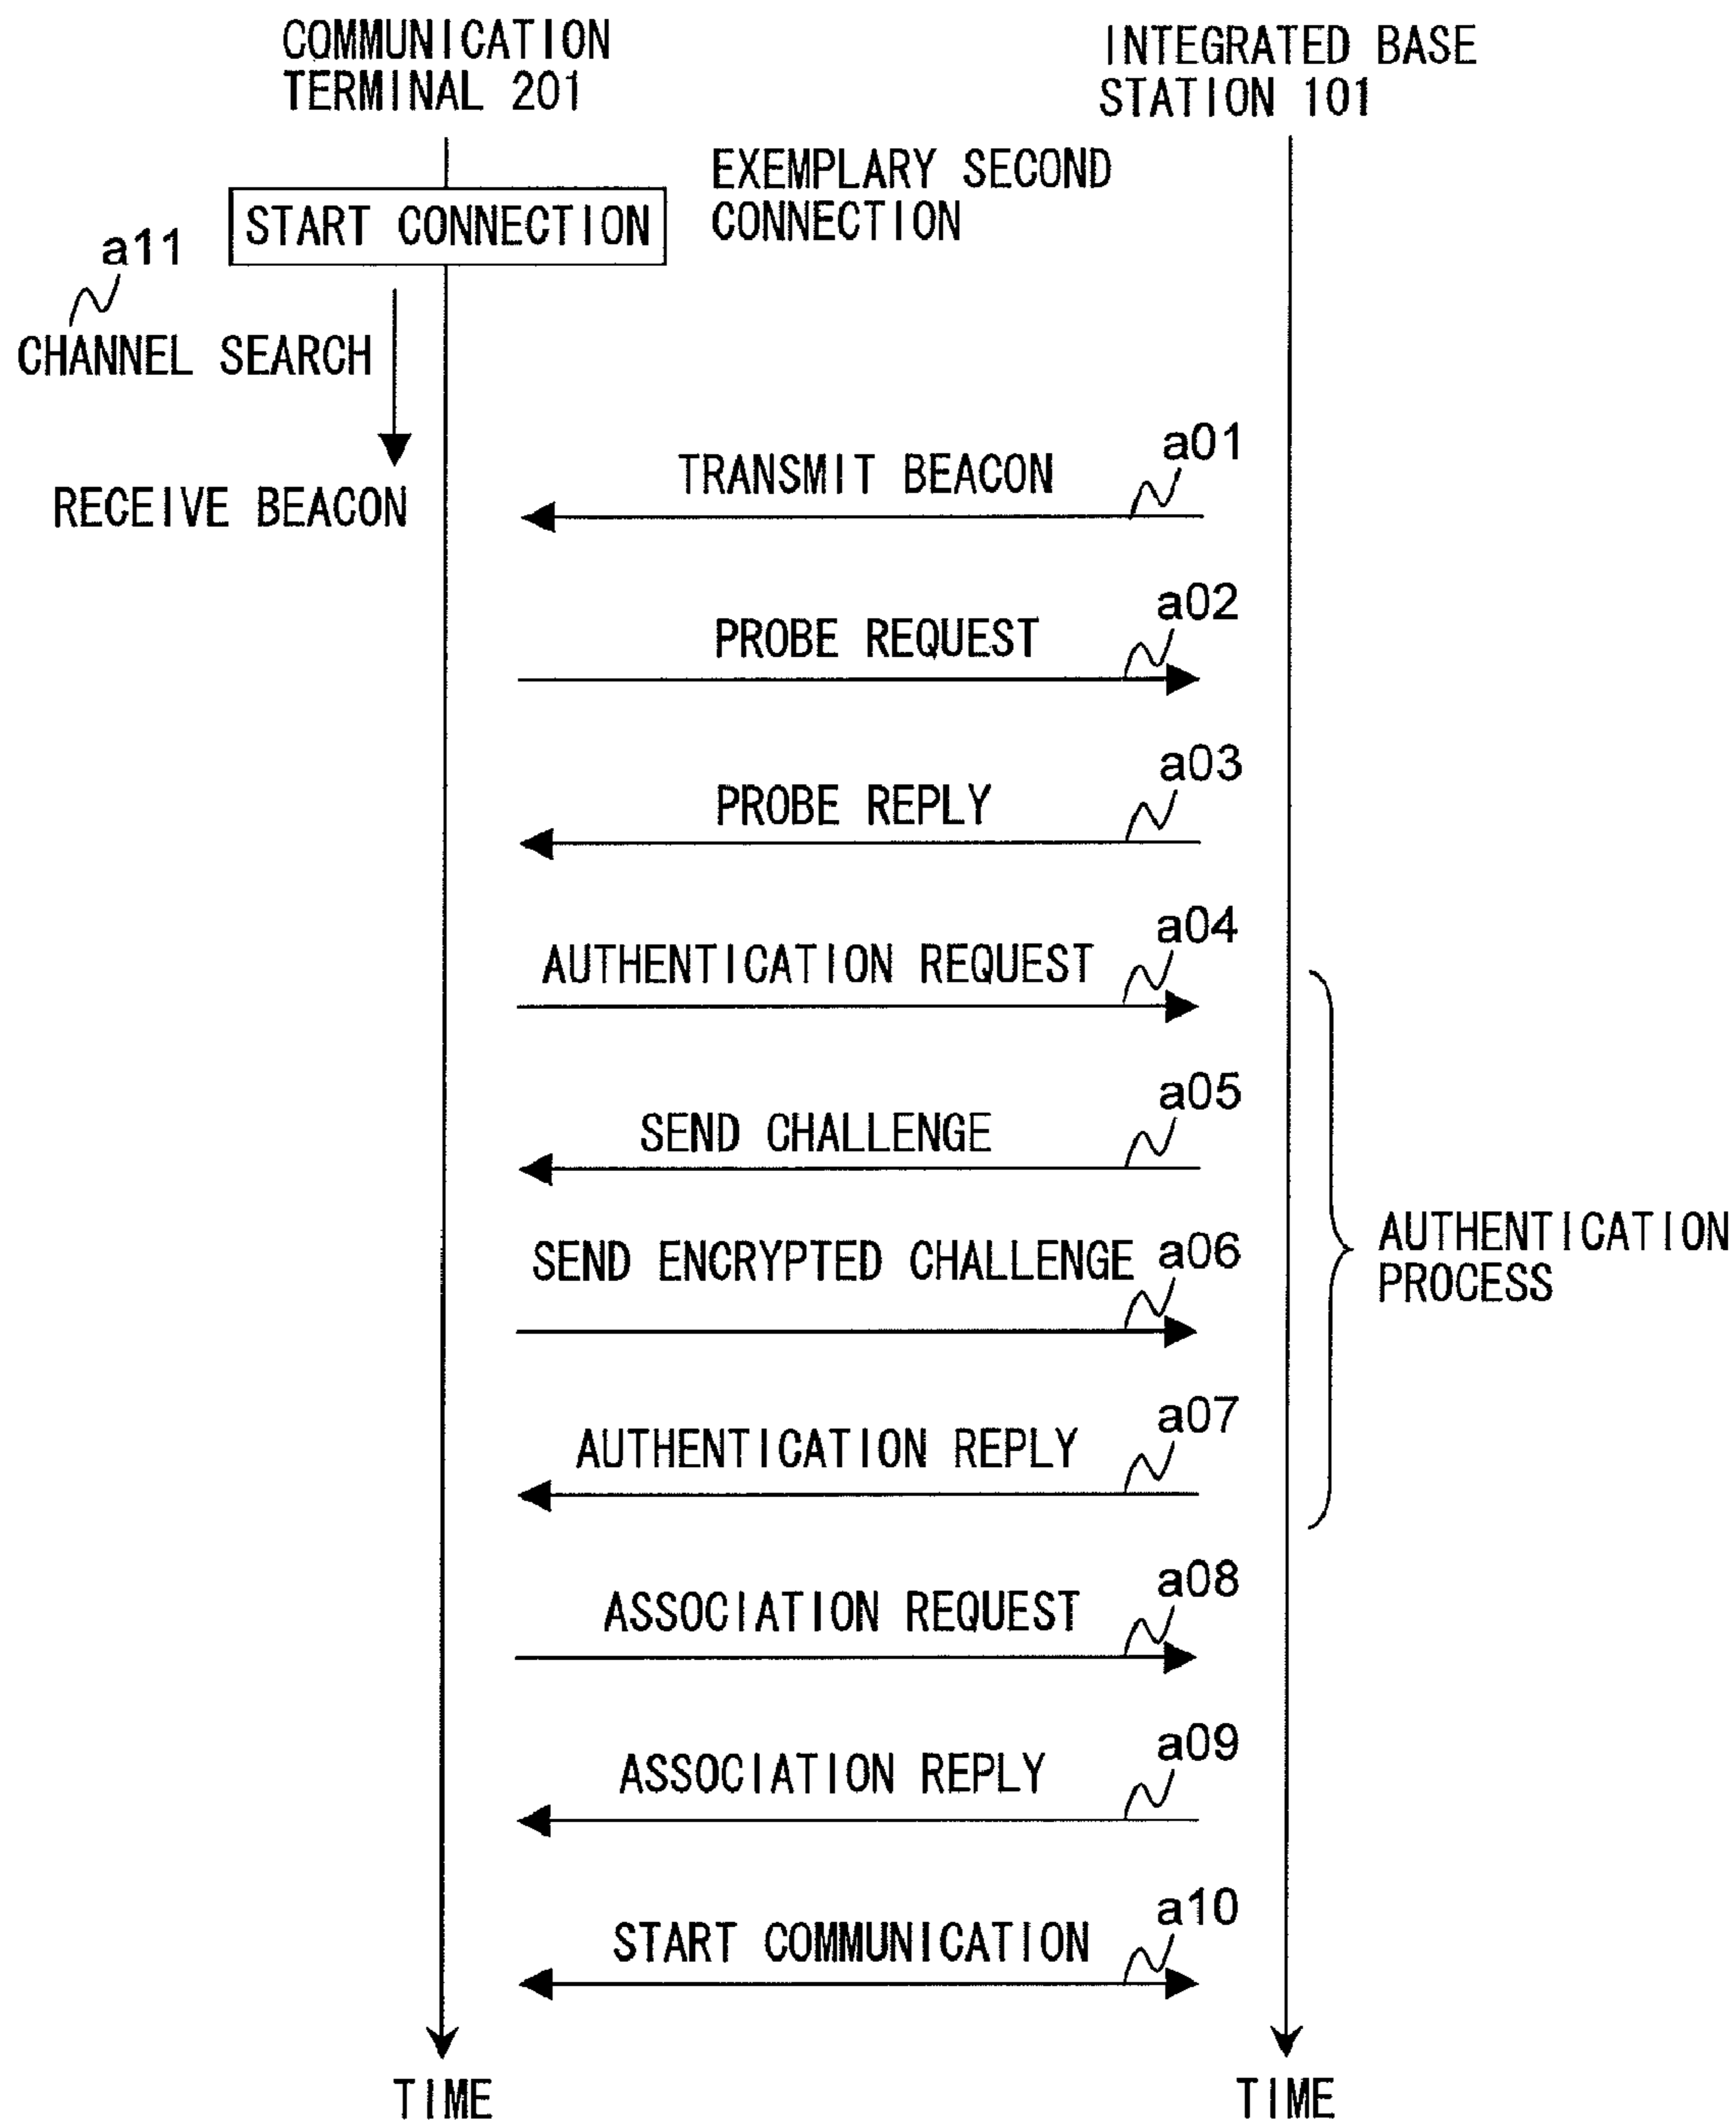 COMMUNICATION
TERMINAL 201
INTEGRATED BASE
STATION 101
START CONNECTION
EXEMPLARY SECOND
CONNECTION
a11
CHANNEL SEARCH
RECEIVE BEACON
TRANSMIT BEACON
a01
PROBE REQUEST
a02
PROBE REPLY
a03
AUTHENTICATION REQUEST
a04
SEND CHALLENGE
a05
SEND ENCRYPTED CHALLENGE
a06
AUTHENTICATION
PROCESS
AUTHENTICATION REPLY
a07
ASSOCIATION REQUEST
a08
ASSOCIATION REPLY
a09
START COMMUNICATION
a10
TIME
TIME